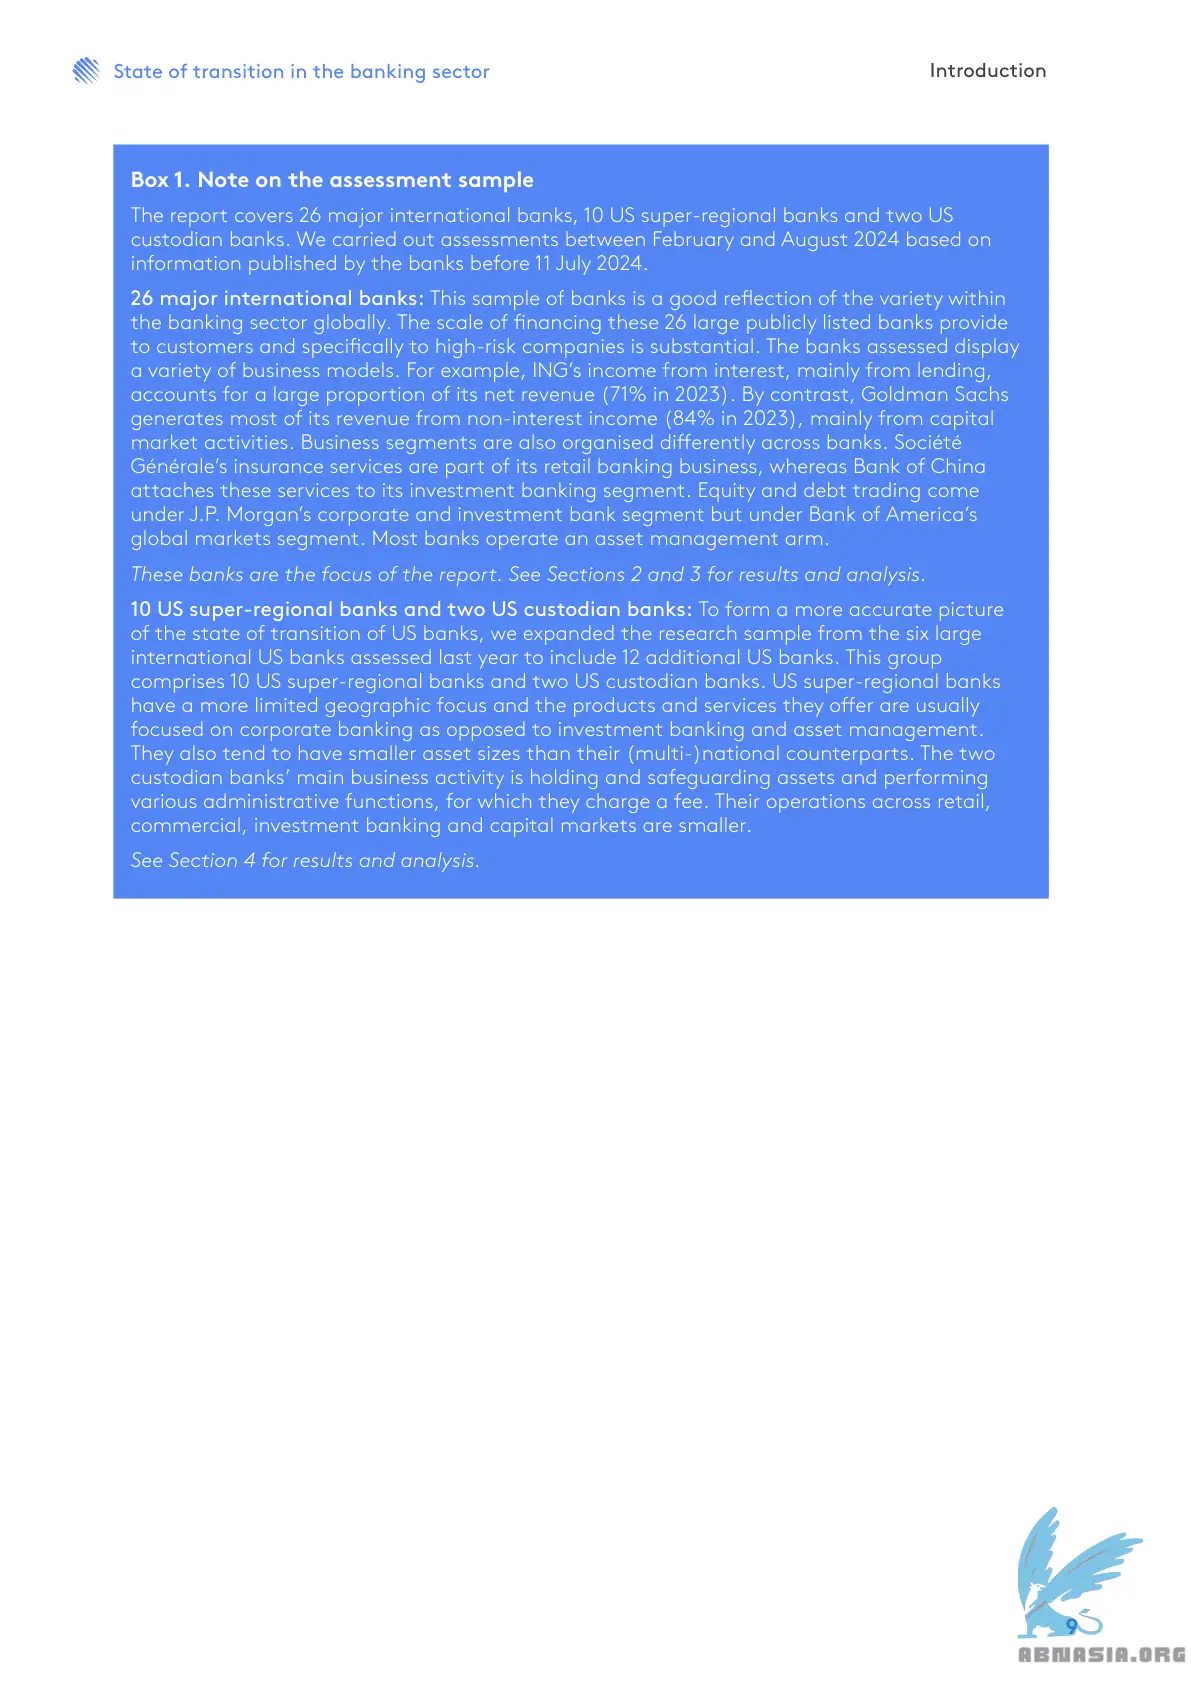 State of transition in the banking sector
Introduction
Box 1. Note on the assessment sample
The report covers 26 major international banks, 10 US super-regional banks and two US
custodian banks. We carried out assessments between February and August 2024 based on
information published by the banks before 11 July 2024.
26 major international banks: This sample of banks is a good reflection of the variety within
the banking sector globally. The scale of financing these 26 large publicly listed banks provide
to customers and specifically to high-risk companies is substantial. The banks assessed display
a variety of business models. For example, ING’s income from interest, mainly from lending,
accounts for a large proportion of its net revenue (71% in 2023). By contrast, Goldman Sachs
generates most of its revenue from non-interest income (84% in 2023), mainly from capital
market activities. Business segments are also organised differently across banks. Société
Générale’s insurance services are part of its retail banking business, whereas Bank of China
attaches these services to its investment banking segment. Equity and debt trading come
under J.P. Morgan’s corporate and investment bank segment but under Bank of America’s
global markets segment. Most banks operate an asset management arm.
These banks are the focus of the report. See Sections 2 and 3 for results and analysis.
10 US super-regional banks and two US custodian banks: To form a more accurate picture
of the state of transition of US banks, we expanded the research sample from the six large
international US banks assessed last year to include 12 additional US banks. This group
comprises 10 US super-regional banks and two US custodian banks. US super-regional banks
have a more limited geographic focus and the products and services they offer are usually
focused on corporate banking as opposed to investment banking and asset management.
They also tend to have smaller asset sizes than their (multi-)national counterparts. The two
custodian banks’ main business activity is holding and safeguarding assets and performing
various administrative functions, for which they charge a fee. Their operations across retail,
commercial, investment banking and capital markets are smaller.
See Section 4 for results and analysis.
9
ABNASIA.ORG